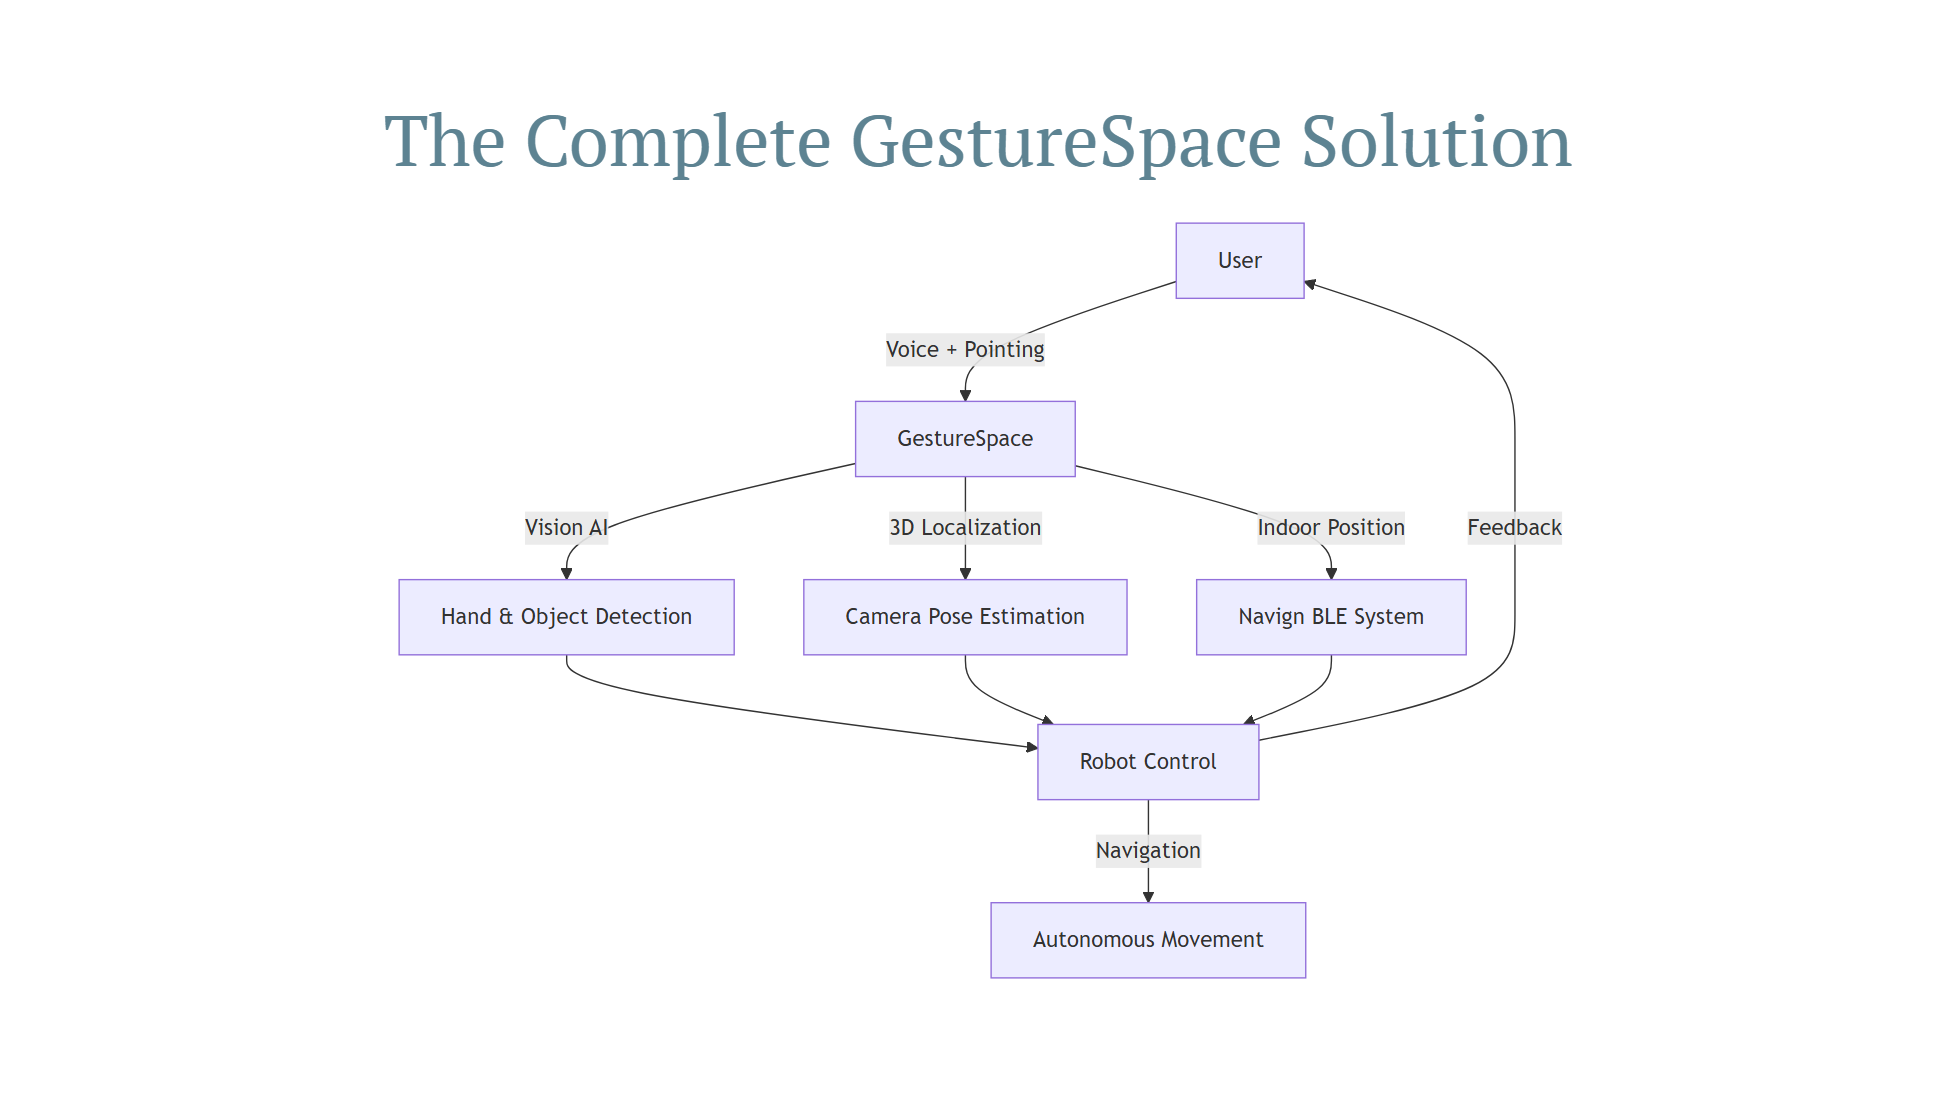 The Complete GestureSpace Solution
User
Voice + Pointing
GestureSpace
Vision AI
3D Localization
Indoor Position
Feedback
Hand & Object Detection
Camera Pose Estimation
Navign BLE System
Robot Control
Navigation
Autonomous Movement